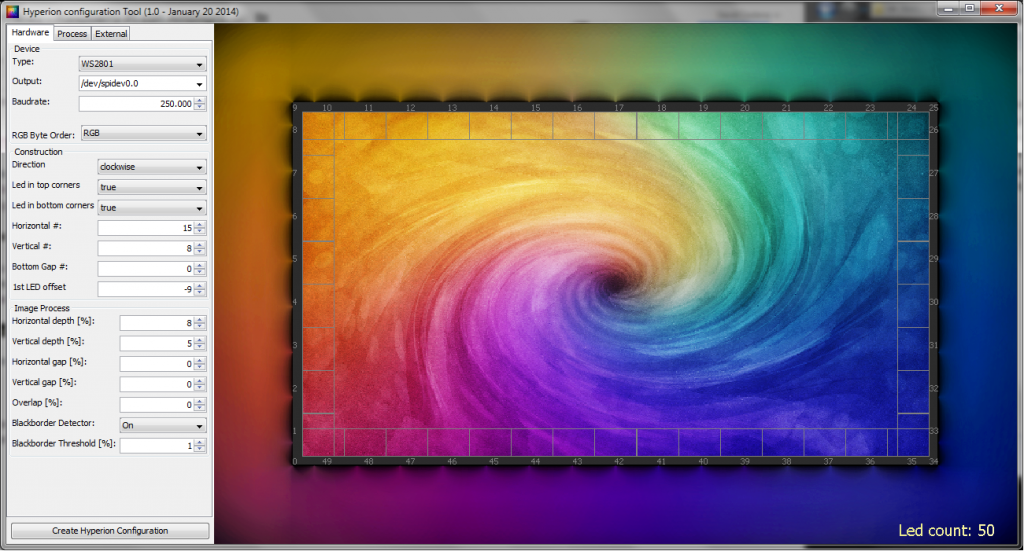 Hyperion configuration Tool (1.0 - January 20 2014)
Hardware Process External
Device
Type: WS2801
Output: /dev/spidev0.0
Baudrate: 250.000
RGB Byte Order: RGB
Construction
Direction clockwise
Led in top corners true
Led in bottom corners true
Horizontal #: 15
Vertical #: 8
Bottom Gap #: 0
1st LED offset -9
Image Process
Horizontal depth [%]: 8
Vertical depth [%]: 5
Horizontal gap [%]: 0
Vertical gap [%]: 0
Overlap [%]: 0
Blackborder Detector: On
Blackborder Threshold [%]: 1
Create Hyperion Configuration
9 10 11 12 13 14 15 16 17 18 19 20 21 22 23 24 25
8 26
7 27
6 28
5 29
4 30
3 31
2 32
1 33
0 49 48 47 46 45 44 43 42 41 40 39 38 37 36 35 34
Led count: 50